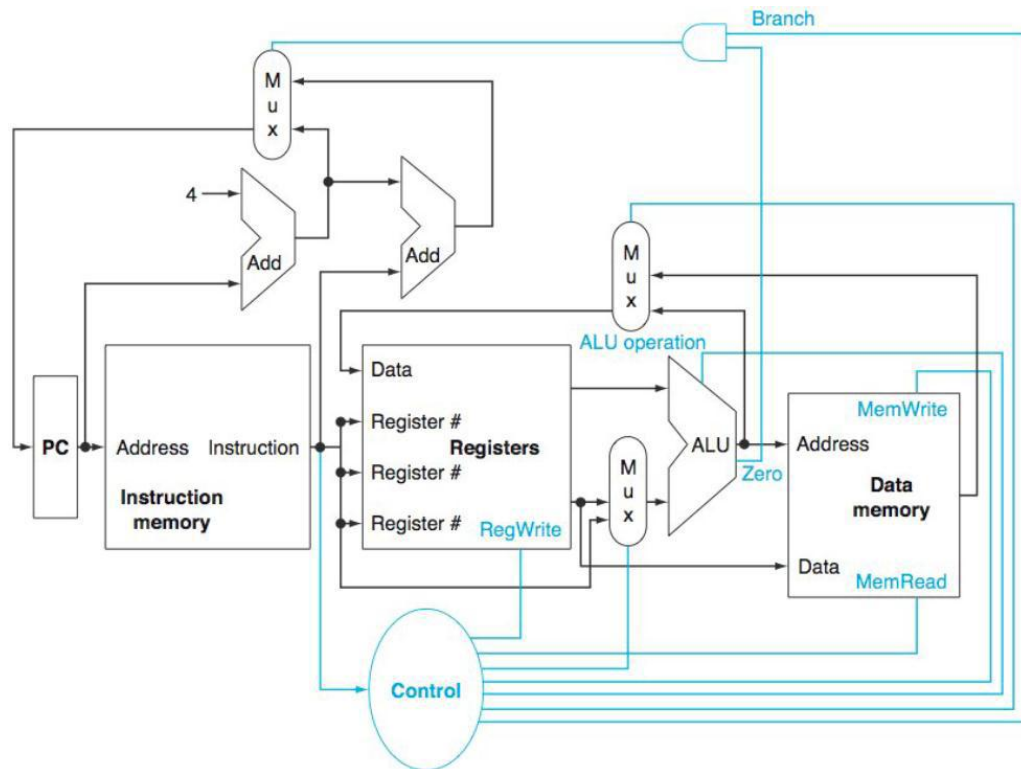 Branch
M
u
x
4
Add
Add
M
u
x
ALU operation
Data
PC
Address
Instruction
Register #
Registers
Register #
Register #
RegWrite
Instruction
memory
M
u
x
ALU
Zero
MemWrite
Address
Data
memory
Data
MemRead
Control